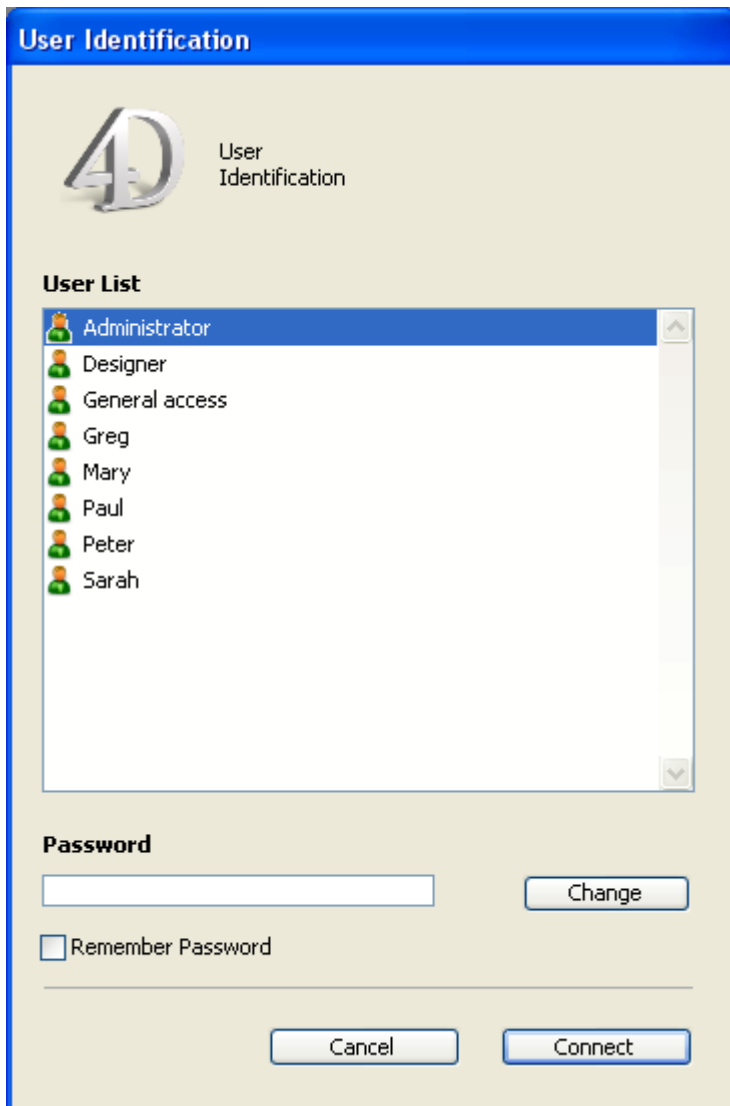 User Identification
4D
User
Identification
User List
Administrator
Designer
General access
Greg
Mary
Paul
Peter
Sarah
Password
Change
Remember Password
Cancel
Connect